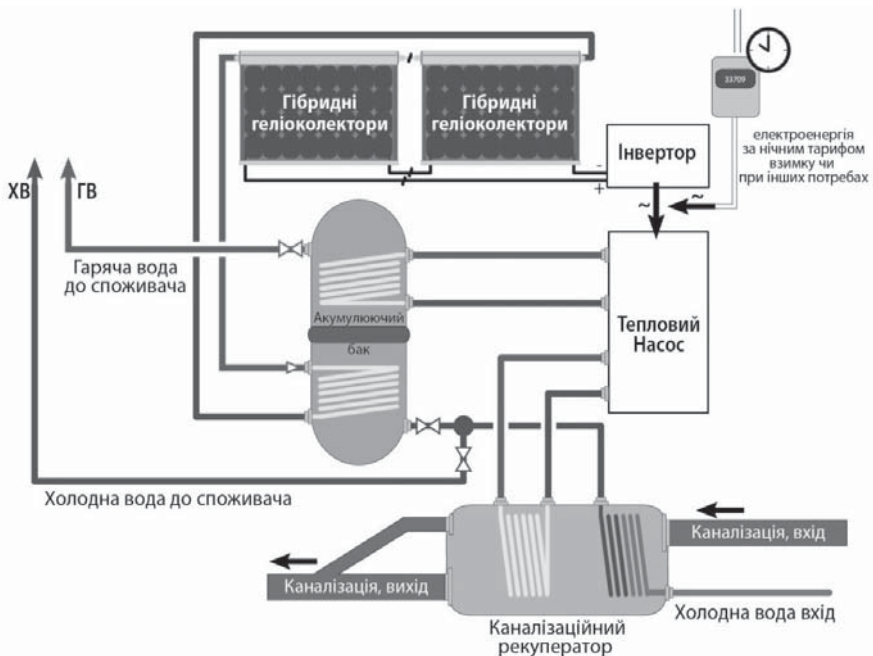 33709
Гібридні
геліоколектори
Гібридні
геліоколектори
Інвертор
-
+
~
~
електроенергія
за нічним тарифом
взимку чи
при інших потребах
ХВ
ГВ
Гаряча вода
до споживача
Акумулюючий
бак
Тепловий
Насос
Холодна вода до споживача
Каналізація, вхід
Каналізація, вихід
Холодна вода вхід
Каналізаційний
рекуператор